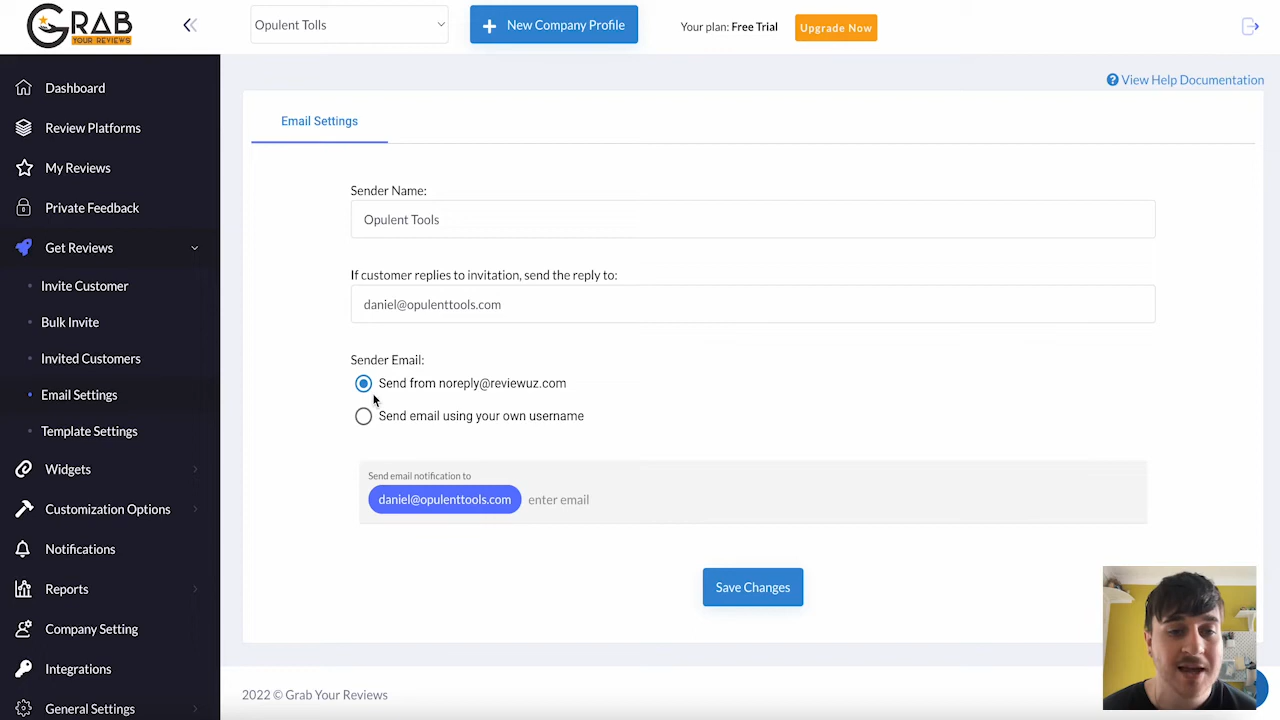 GRAB
YOUR REVIEWS
Opulent Tolls
New Company Profile
Your plan: Free Trial
Upgrade Now
View Help Documentation
Dashboard
Review Platforms
My Reviews
Private Feedback
Get Reviews
Invite Customer
Bulk Invite
Invited Customers
Email Settings
Template Settings
Widgets
Customization Options
Notifications
Reports
Company Setting
Integrations
General Settings
Email Settings
Sender Name:
Opulent Tools
If customer replies to invitation, send the reply to:
daniel@opulenttools.com
Sender Email:
Send from noreply@reviewuz.com
Send email using your own username
Send email notification to
daniel@opulenttools.com enter email
Save Changes
2022 © Grab Your Reviews